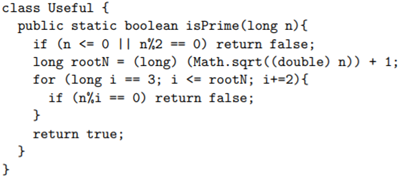 class Useful {
  public static boolean isPrime(long n){
    if (n <= 0 || n%2 == 0) return false;
    long rootN = (long) (Math.sqrt((double) n)) + 1;
    for (long i == 3; i <= rootN; i+=2){
      if (n%i == 0) return false;
    }
    return true;
  }
}